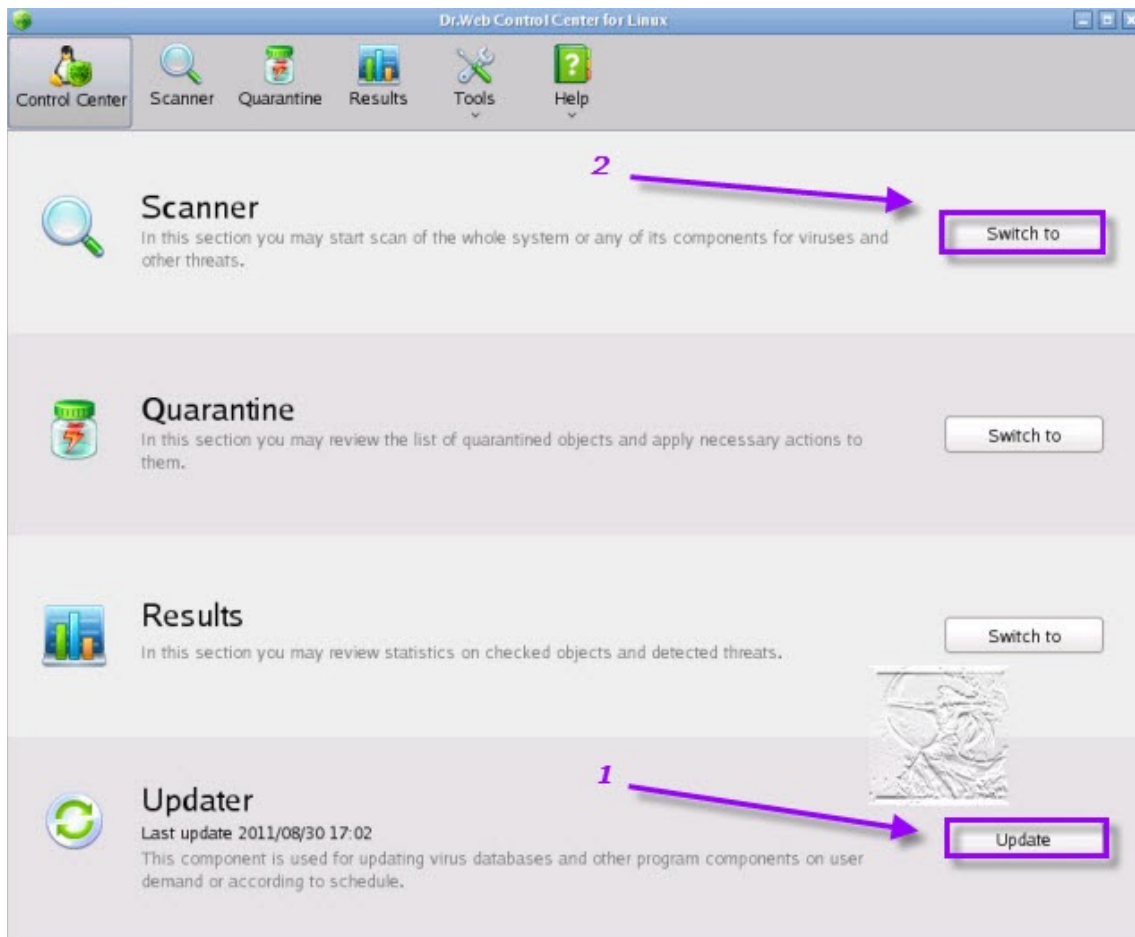 Dr.Web Control Center for Linux
Control Center
Scanner
Quarantine
Results
Tools
Help
2
Scanner
In this section you may start scan of the whole system or any of its components for viruses and
other threats.
Switch to
Quarantine
In this section you may review the list of quarantined objects and apply necessary actions to
them.
Switch to
Results
In this section you may review statistics on checked objects and detected threats.
Switch to
1
Updater
Last update 2011/08/30 17:02
This component is used for updating virus databases and other program components on user
demand or according to schedule.
Update